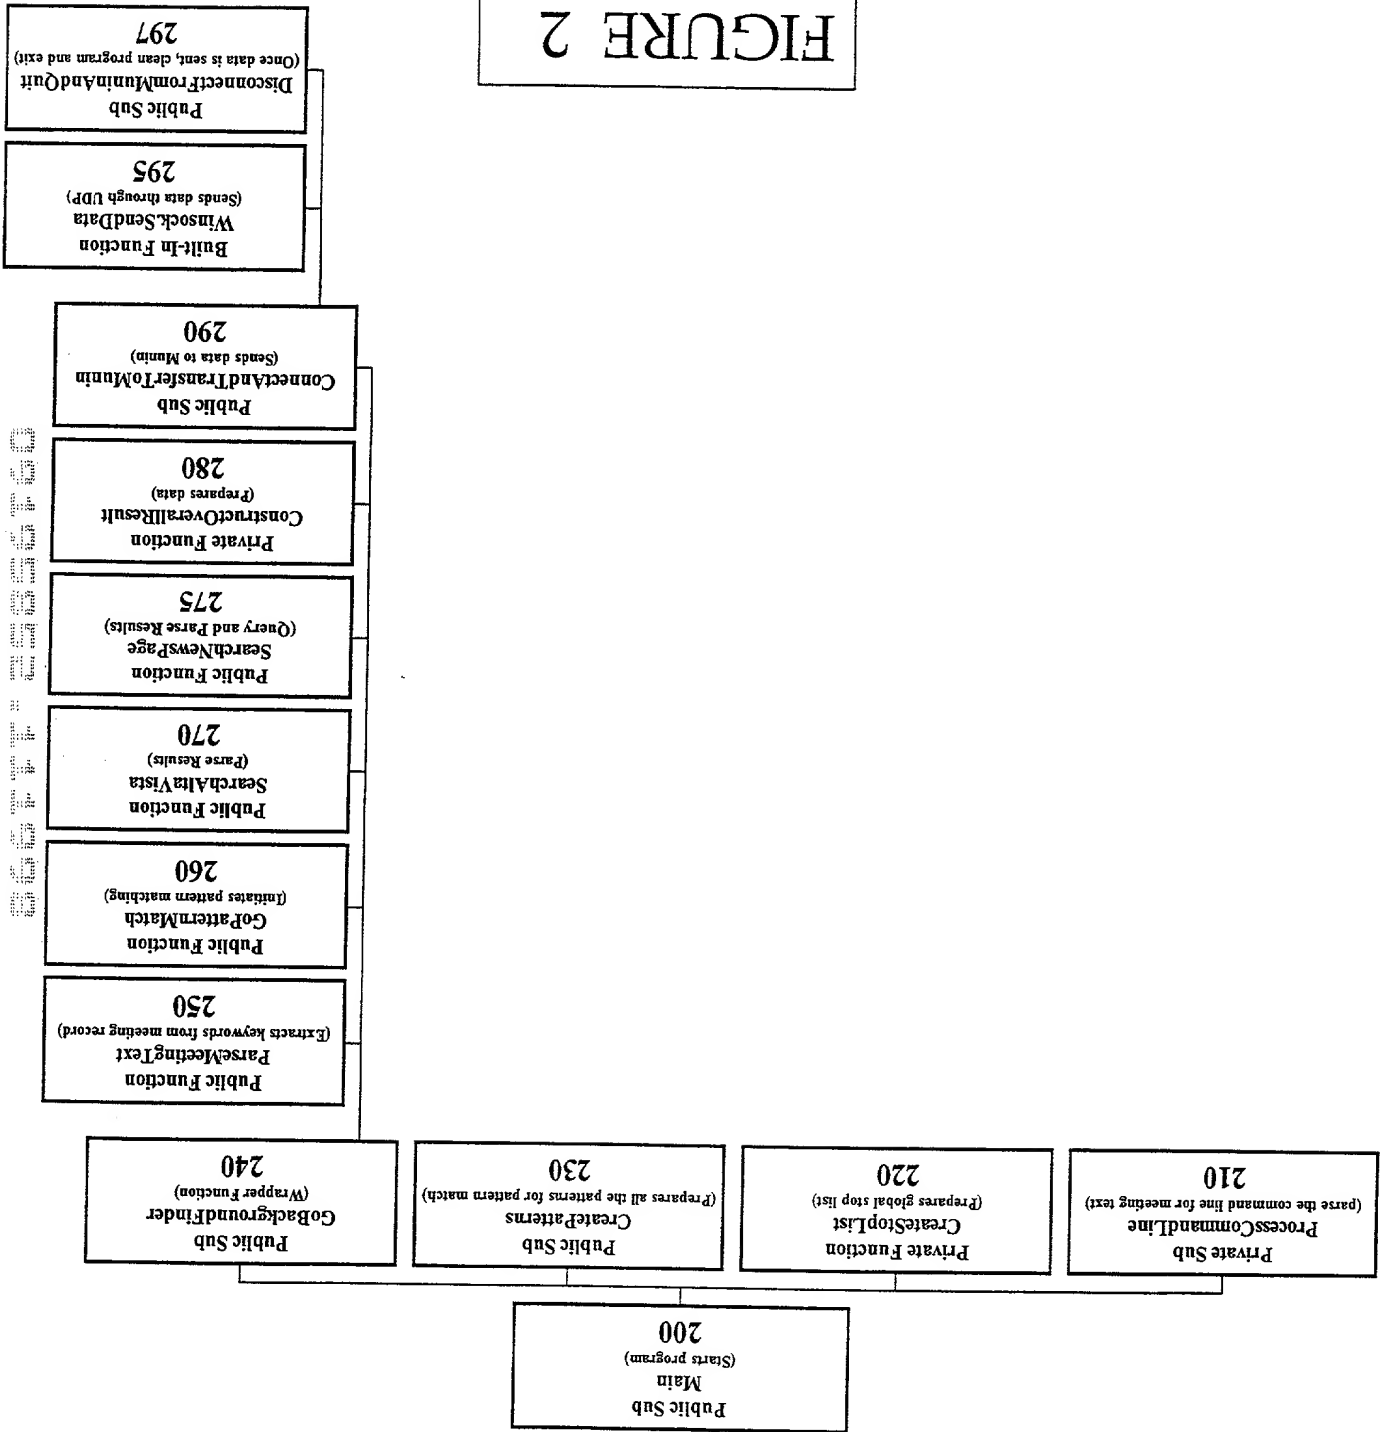 Public Sub
Main
(Starts program)
200
Private Sub
ProcessCommandLine
(parse the command line for meeting text)
210
Private Function
CreateStopList
(Prepares global stop list)
220
Public Sub
CreatePatterns
(Prepares all the patterns for pattern match)
230
Public Sub
GoBackgroundFinder
(Wrapper Function)
240
Public Function
ParseMeetingText
(Extracts keywords from meeting record)
250
Public Function
GoPatternMatch
(Initiates pattern matching)
260
Public Function
SearchAltaVista
(Parse Results)
270
Public Function
SearchNewsPage
(Query and Parse Results)
275
Private Function
ConstructOverallResult
(Prepares data)
280
Public Sub
ConnectAndTransferToMunin
(Sends data to Munin)
290
Built-In Function
Winsock.SendData
(Sends data through UDP)
295
Public Sub
DisconnectFromMuninAndQuit
(Once data is sent, clean program and exit)
297
FIGURE 2